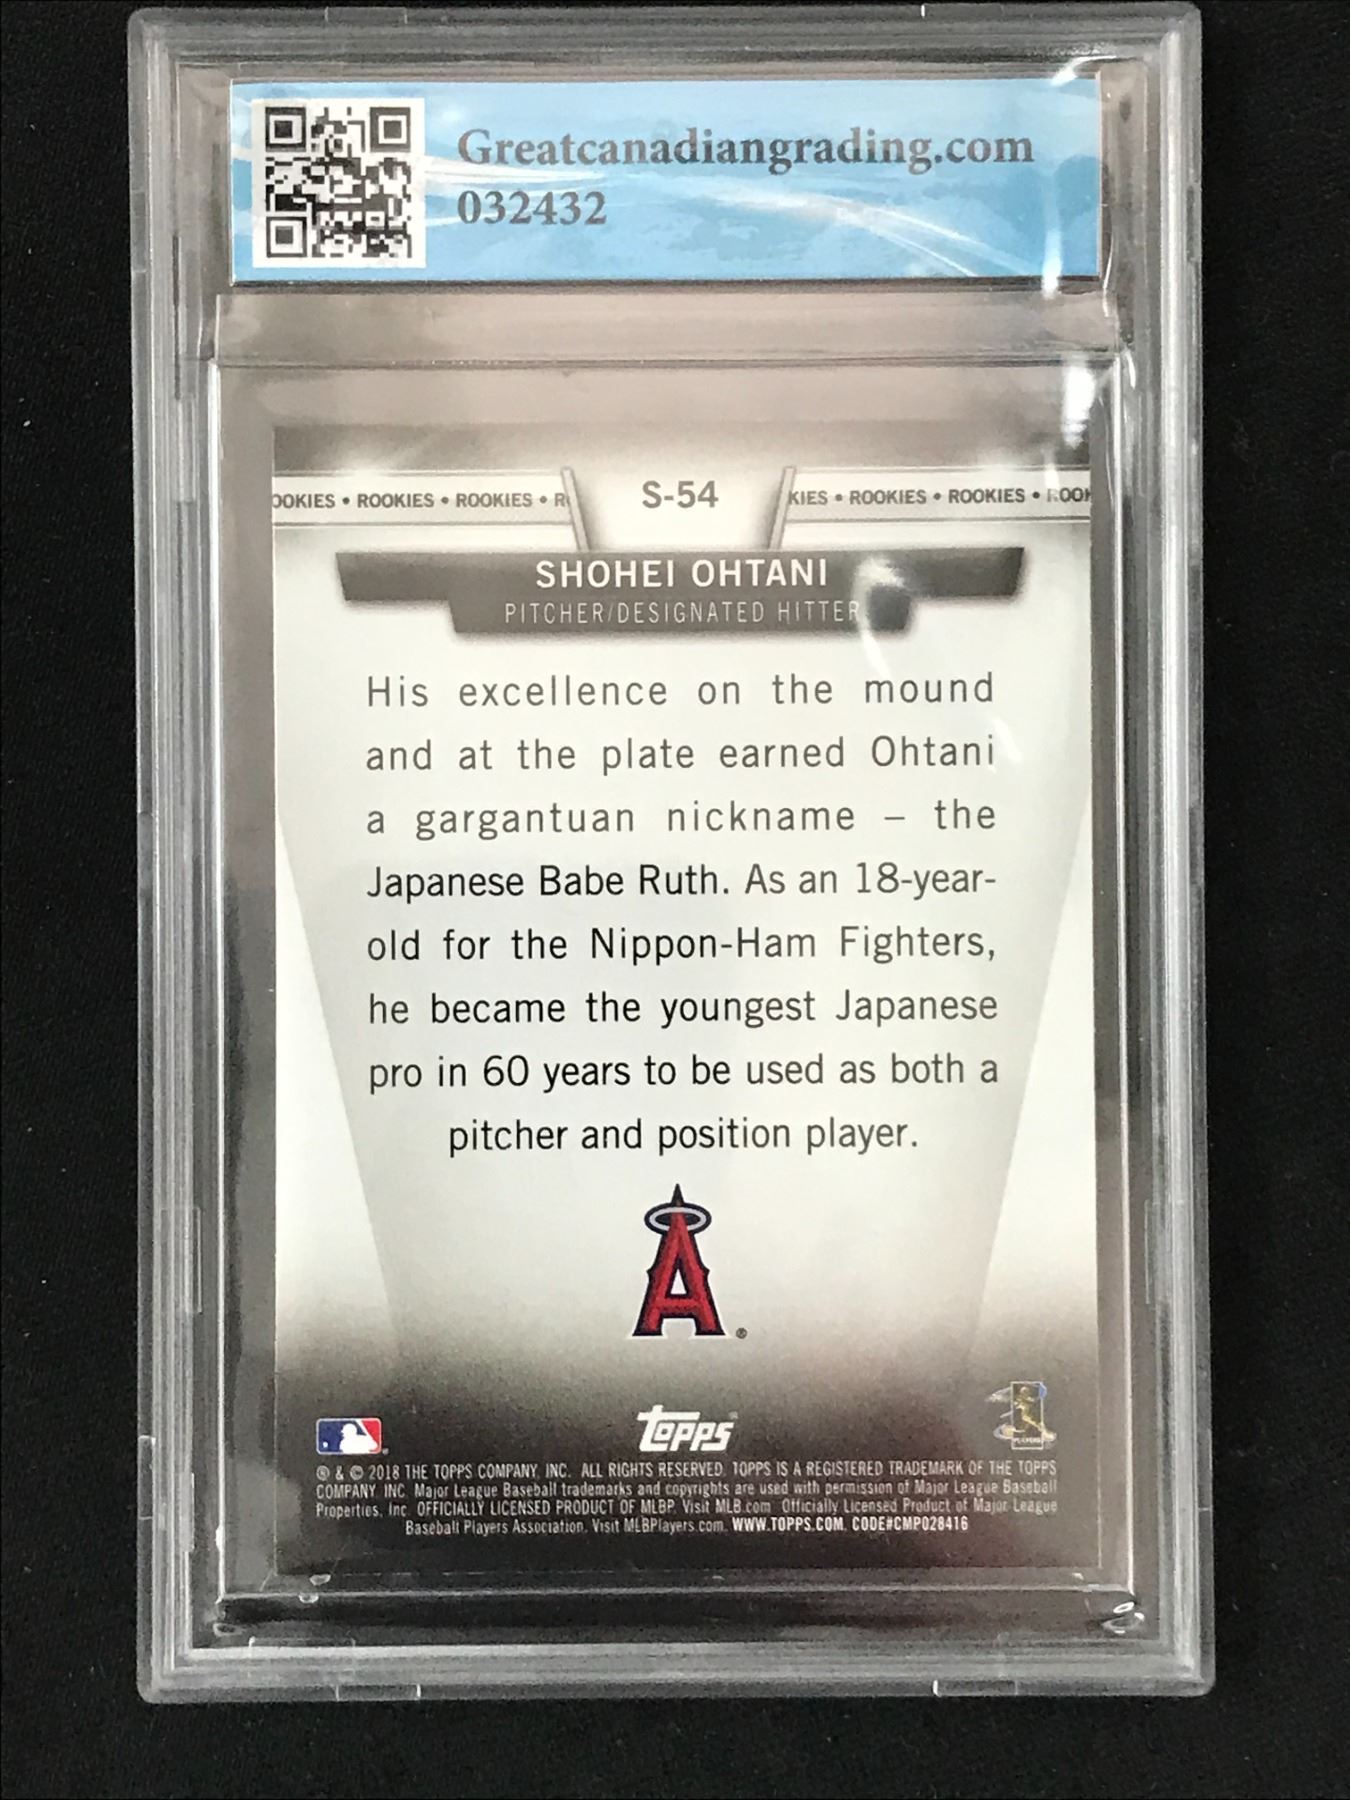 Greatcanadiangrading.com
032432
OOKIES • ROOKIES • ROOKIES • R
S-54
KIES • ROOKIES • ROOKIES • ROOK
SHOHEI OHTANI
PITCHER/DESIGNATED HITTER
His excellence on the mound
and at the plate earned Ohtani
a gargantuan nickname – the
Japanese Babe Ruth. As an 18-year-
old for the Nippon-Ham Fighters,
he became the youngest Japanese
pro in 60 years to be used as both a
pitcher and position player.
A ®
Topps
PLAYERS
® & © 2018 THE TOPPS COMPANY, INC. ALL RIGHTS RESERVED. TOPPS IS A REGISTERED TRADEMARK OF THE TOPPS
COMPANY, INC. Major League Baseball trademarks and copyrights are used with permission of Major League Baseball
Properties, Inc. OFFICIALLY LICENSED PRODUCT OF MLBP. Visit MLB.com Officially Licensed Product of Major League
Baseball Players Association. Visit MLBPlayers.com. WWW.TOPPS.COM. CODE#CMP028416